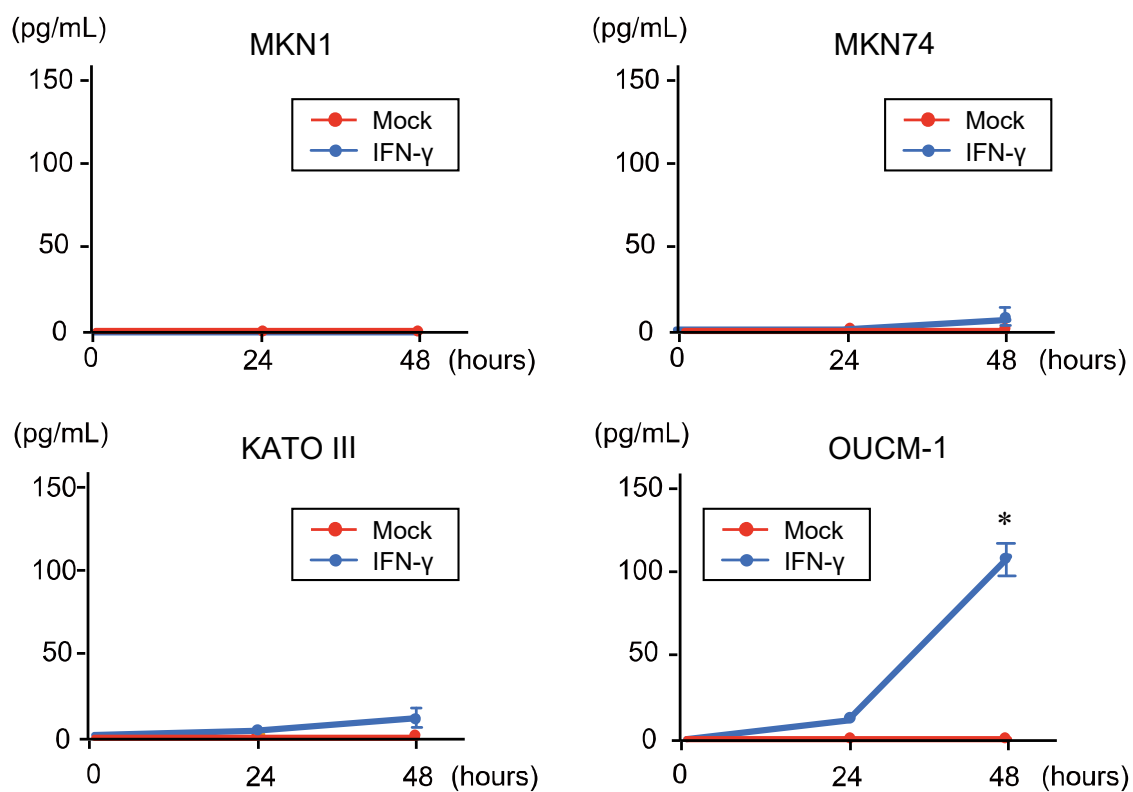 (pg/mL)
MKN1
150
100
50
0
Mock
IFN-γ
0 24 48 (hours)
(pg/mL)
MKN74
150
100
50
0
Mock
IFN-γ
0 24 48 (hours)
(pg/mL)
KATO III
150
100
50
0
Mock
IFN-γ
0 24 48 (hours)
(pg/mL)
OUCM-1
150
100
50
0
Mock
IFN-γ
*
0 24 48 (hours)